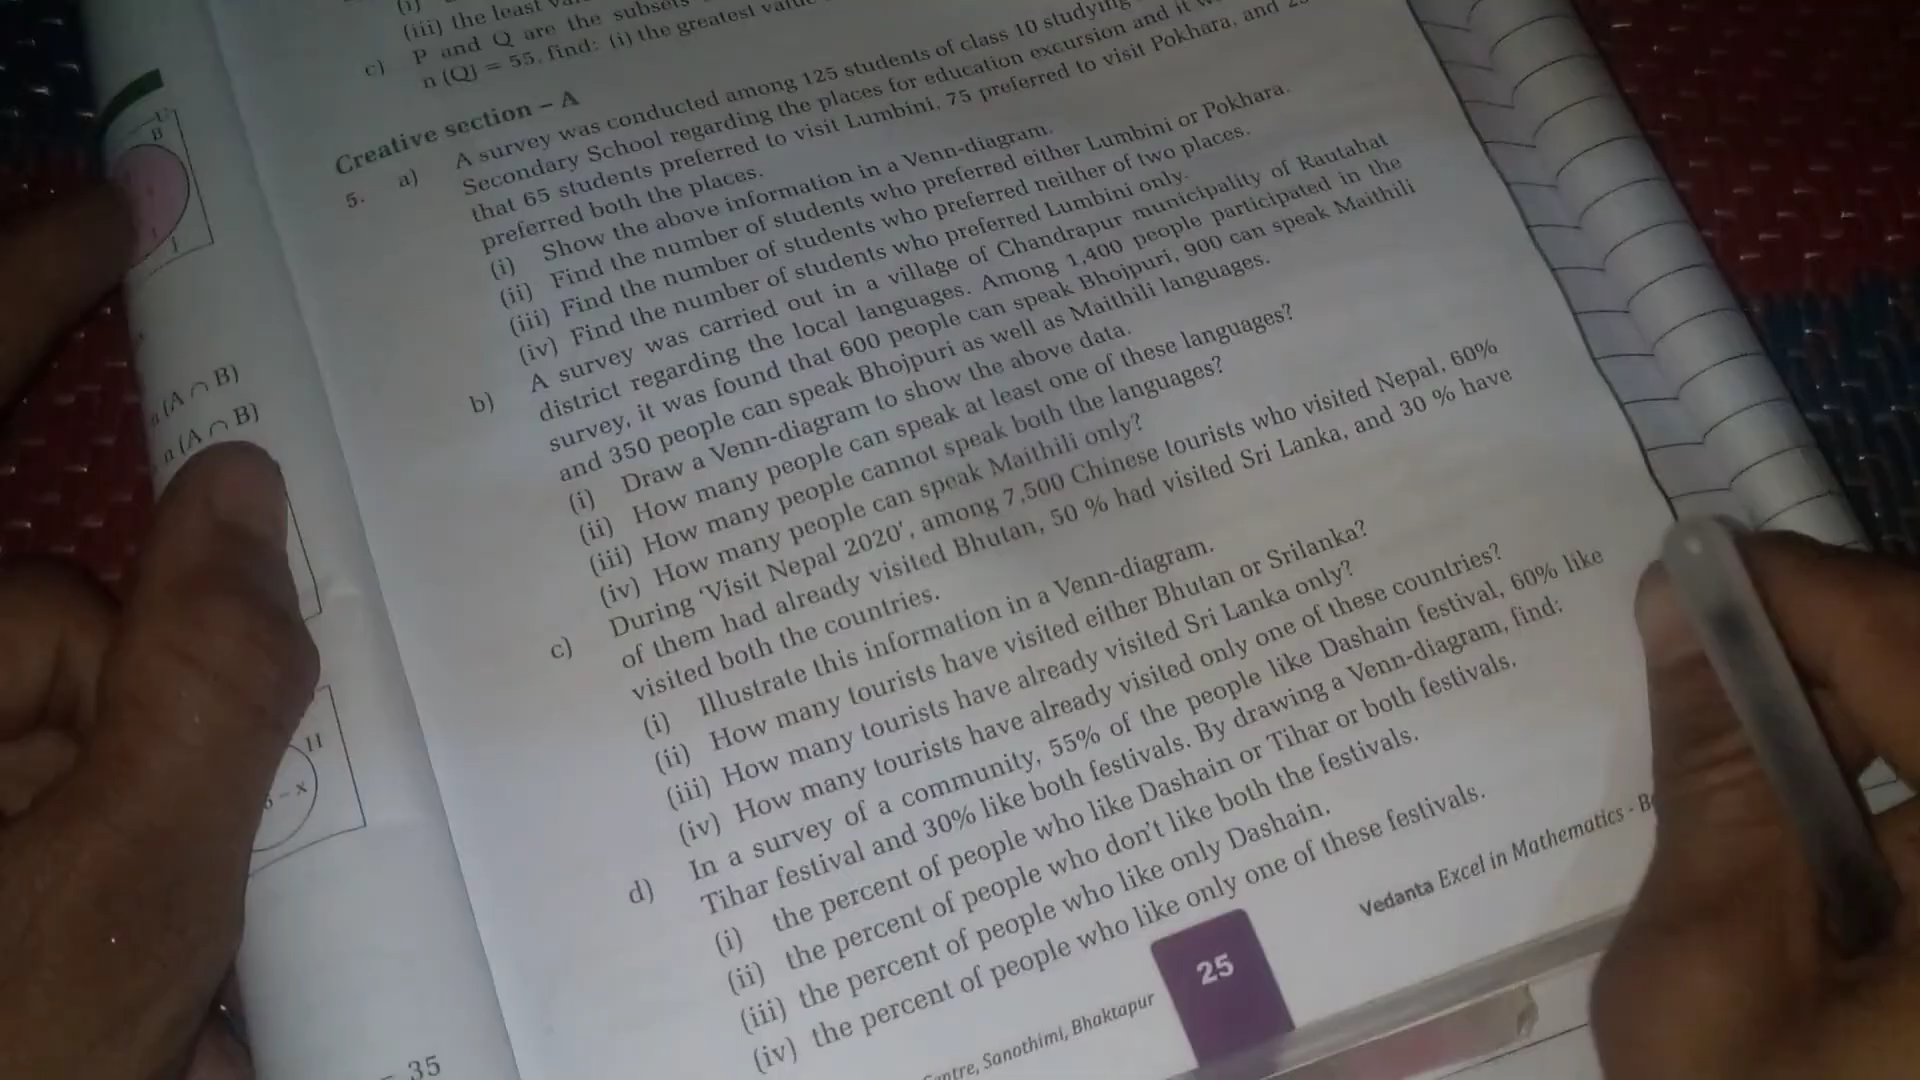 (iii) the least
c) P and Q are the subsets
n (Q) = 55, find: (i) the greatest value
Creative section – A
5. a) A survey was conducted among 125 students of class 10 studying
Secondary School regarding the places for education excursion and it
that 65 students preferred to visit Lumbini, 75 preferred to visit Pokhara, and
preferred both the places.
(i) Show the above information in a Venn-diagram.
(ii) Find the number of students who preferred either Lumbini or Pokhara.
(iii) Find the number of students who preferred neither of two places.
(iv) Find the number of students who preferred Lumbini only.
b) A survey was carried out in a village of Chandrapur municipality of Rautahat
district regarding the local languages. Among 1,400 people participated in the
survey, it was found that 600 people can speak Bhojpuri, 900 can speak Maithili
and 350 people can speak Bhojpuri as well as Maithili languages.
(i) Draw a Venn-diagram to show the above data.
(ii) How many people can speak at least one of these languages?
(iii) How many people cannot speak both the languages?
(iv) How many people can speak Maithili only?
c) During 'Visit Nepal 2020', among 7,500 Chinese tourists who visited Nepal, 60%
of them had already visited Bhutan, 50 % had visited Sri Lanka, and 30 % have
visited both the countries.
(i) Illustrate this information in a Venn-diagram.
(ii) How many tourists have visited either Bhutan or Srilanka?
(iii) How many tourists have already visited Sri Lanka only?
(iv) How many tourists have already visited only one of these countries?
d) In a survey of a community, 55% of the people like Dashain festival, 60% like
Tihar festival and 30% like both festivals. By drawing a Venn-diagram, find:
(i) the percent of people who like Dashain or Tihar or both festivals.
(ii) the percent of people who don't like both the festivals.
(iii) the percent of people who like only Dashain.
(iv) the percent of people who like only one of these festivals.
Sanothimi, Bhaktapur
25
Vedanta Excel in Mathematics -
U
B
n (A ∩ B)
n (A ∩ B)
H
– x
35